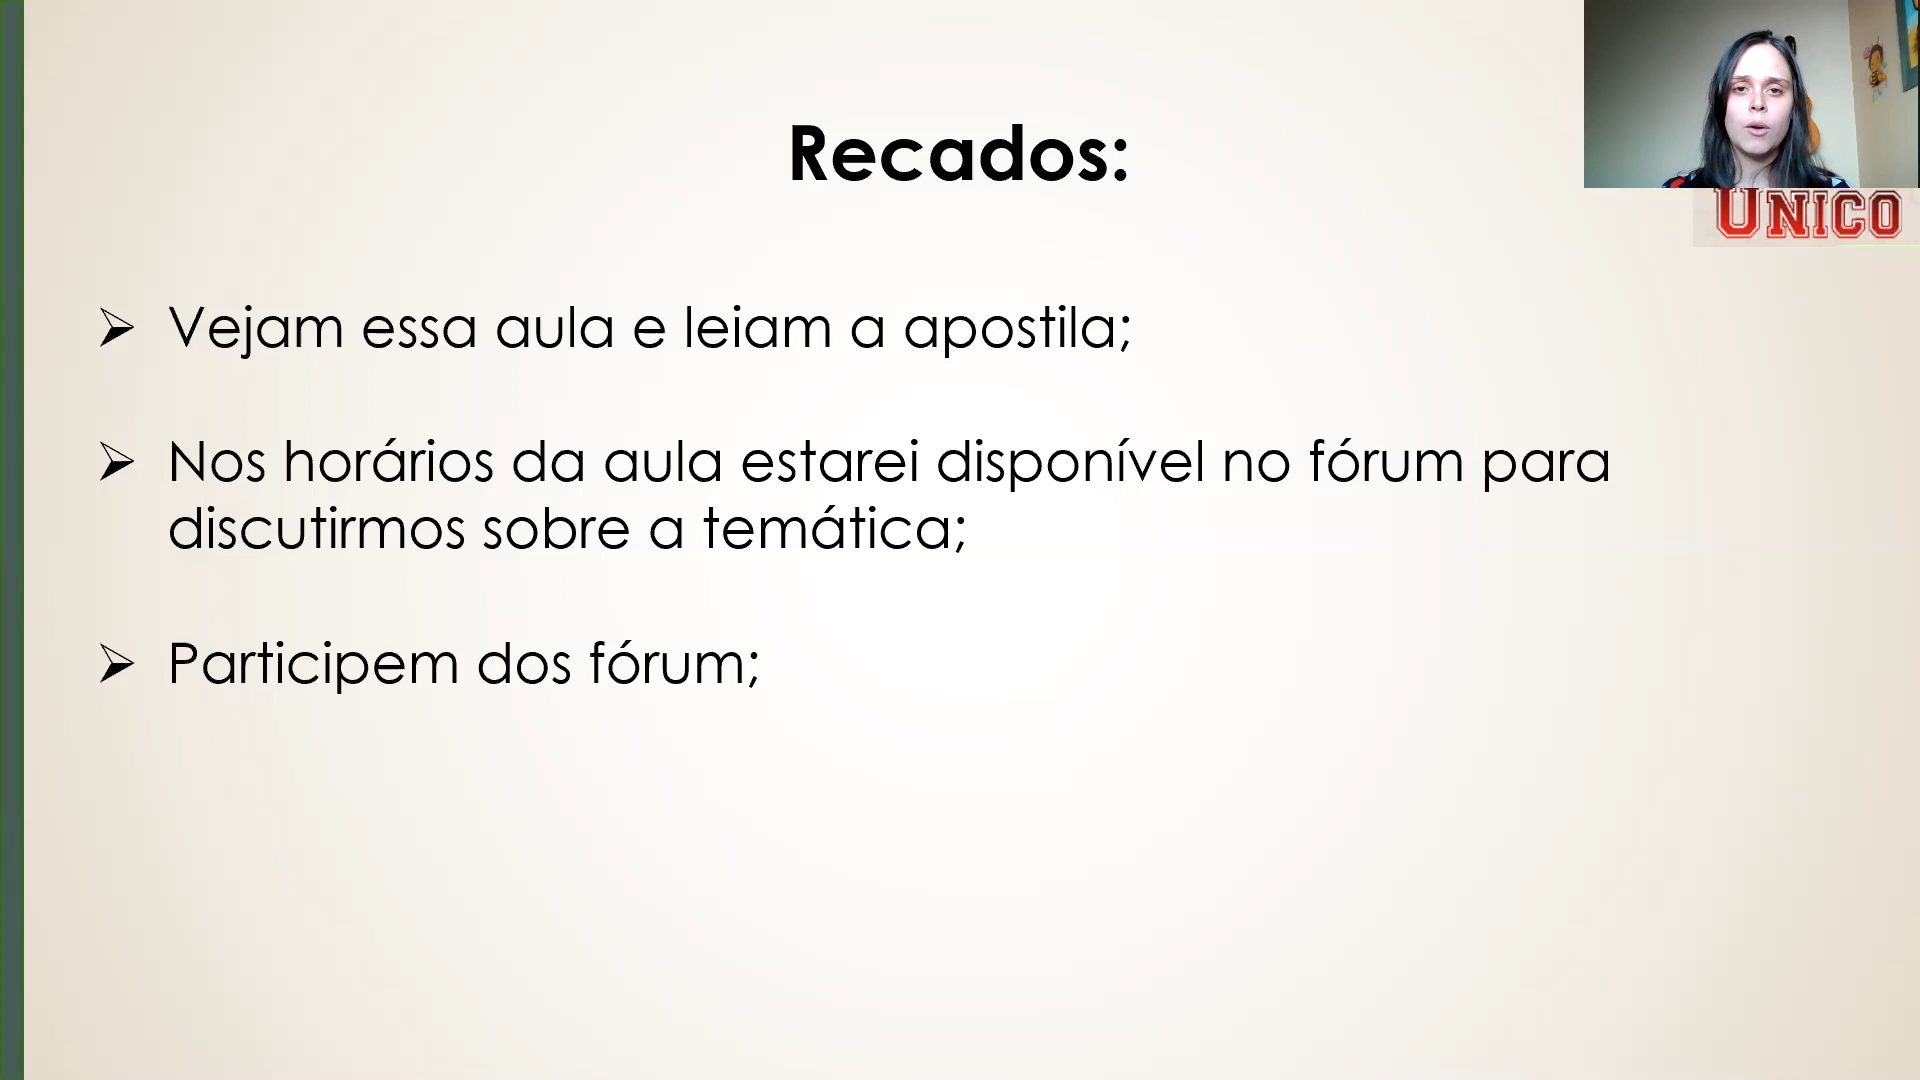 Recados:
UNICO
Vejam essa aula e leiam a apostila;
Nos horários da aula estarei disponível no fórum para
discutirmos sobre a temática;
Participem dos fórum;